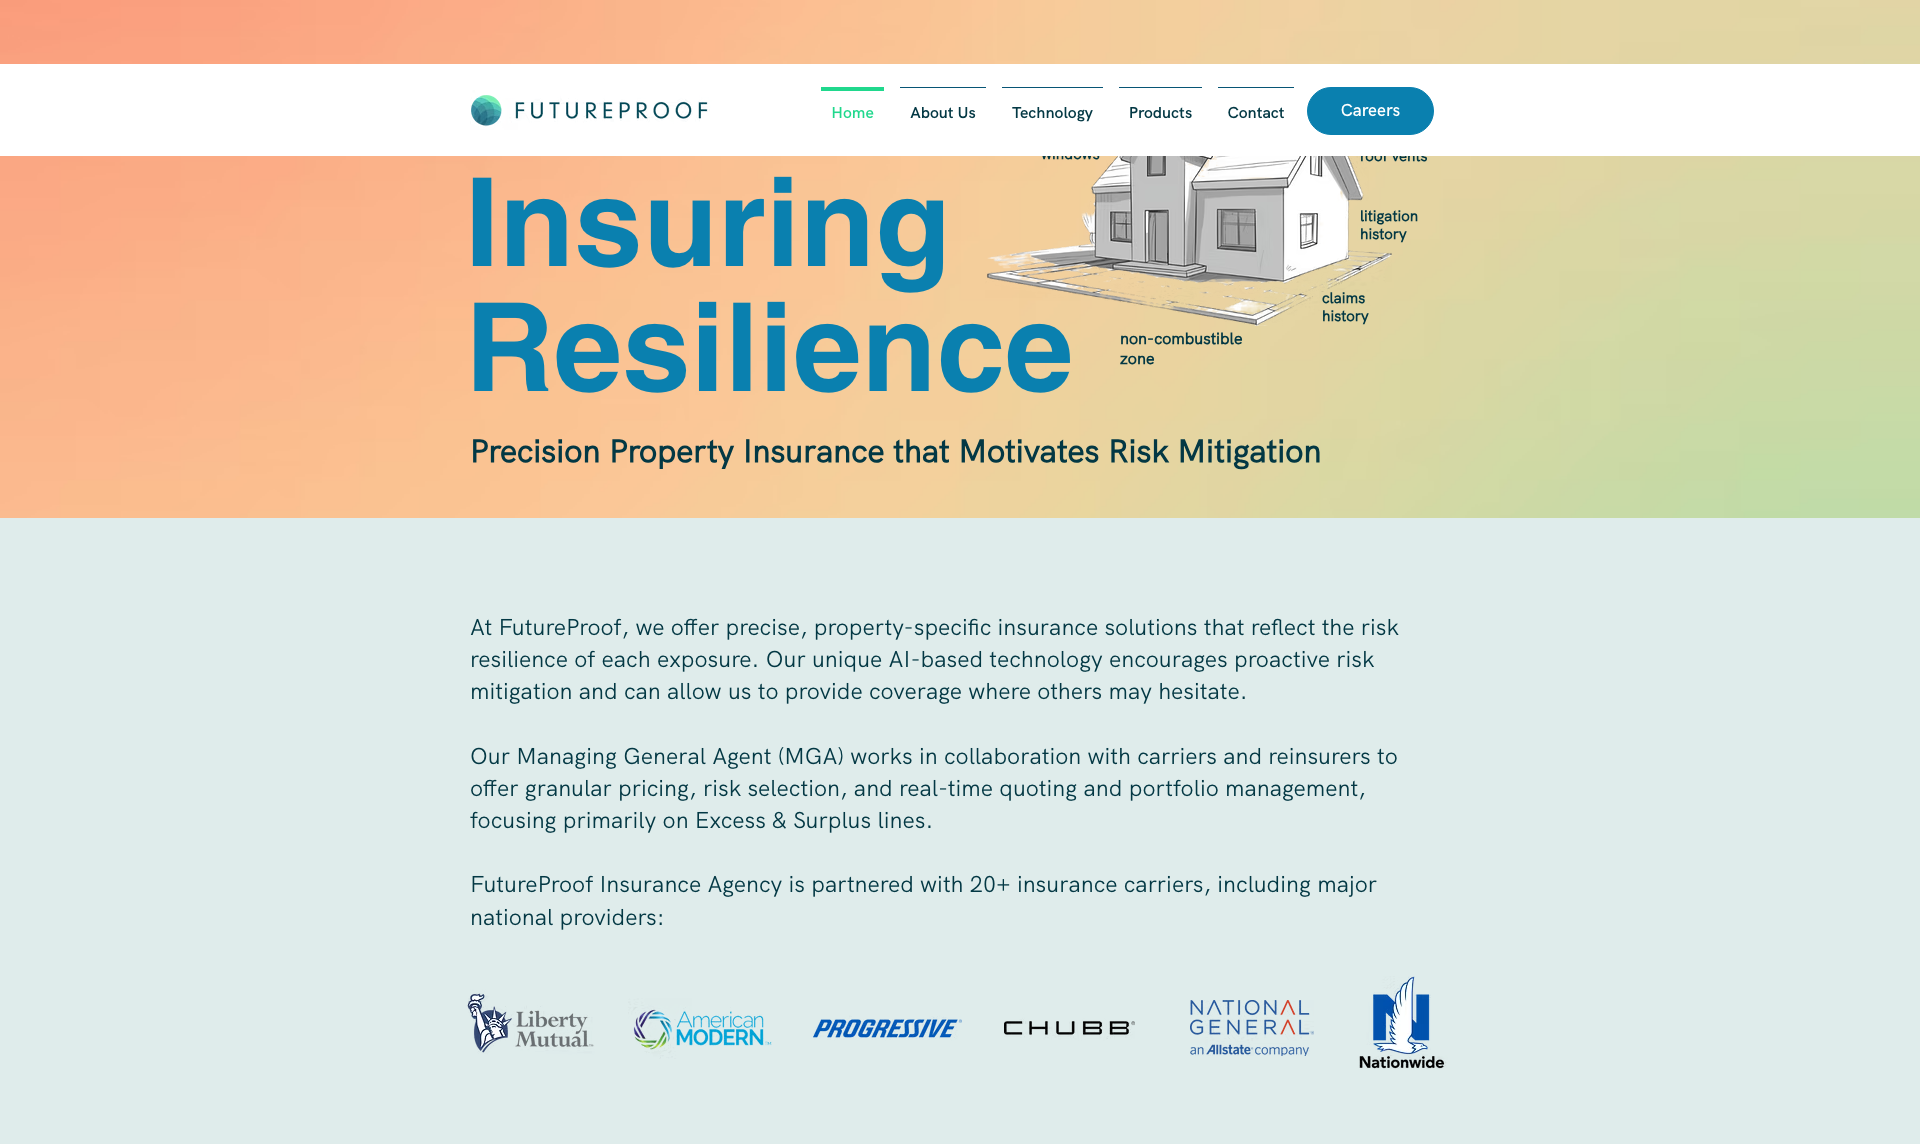 FUTUREPROOF
Home
About Us
Technology
Products
Contact
Careers
windows
roof vents
Insuring
Resilience
litigation
history
claims
history
non-combustible
zone
Precision Property Insurance that Motivates Risk Mitigation
At FutureProof, we offer precise, property-specific insurance solutions that reflect the risk
resilience of each exposure. Our unique AI-based technology encourages proactive risk
mitigation and can allow us to provide coverage where others may hesitate.
Our Managing General Agent (MGA) works in collaboration with carriers and reinsurers to
offer granular pricing, risk selection, and real-time quoting and portfolio management,
focusing primarily on Excess & Surplus lines.
FutureProof Insurance Agency is partnered with 20+ insurance carriers, including major
national providers:
Liberty
Mutual
American
MODERN
PROGRESSIVE
CHUBB
NATIONAL
GENERAL
an Allstate company
Nationwide